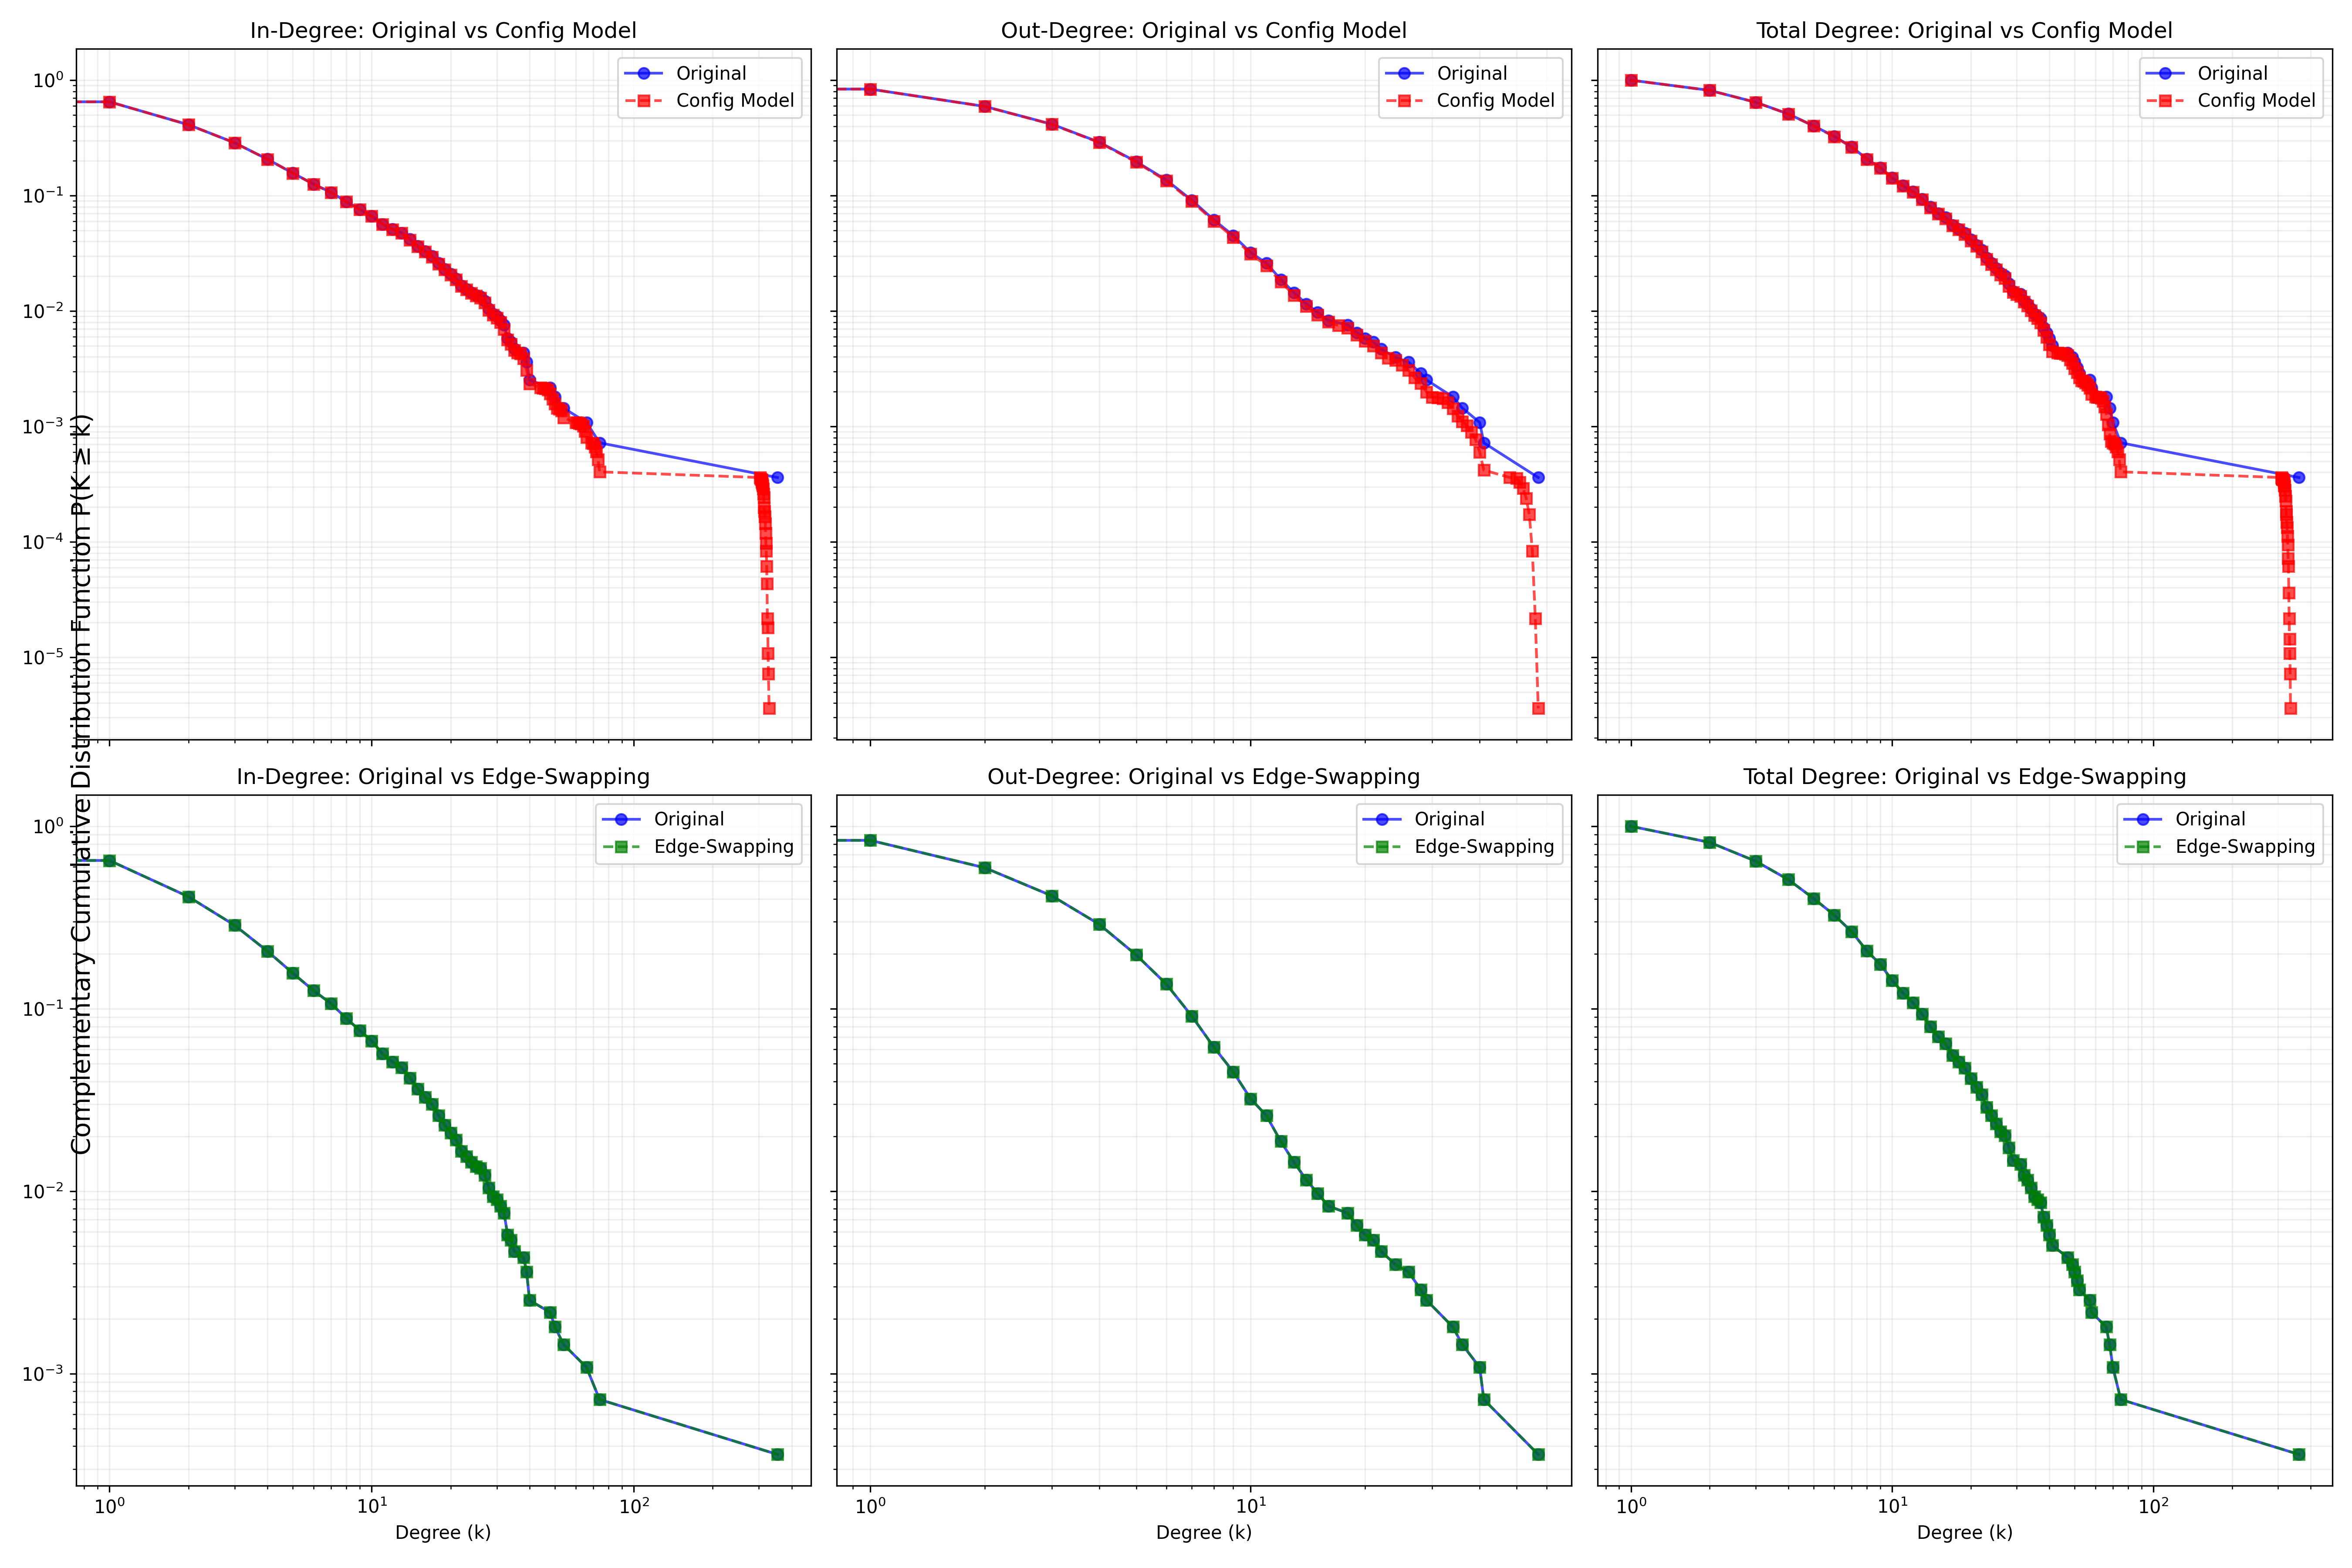 In-Degree: Original vs Config Model
Original
Config Model
10⁰
10⁻¹
10⁻²
10⁻³
10⁻⁴
10⁻⁵
Out-Degree: Original vs Config Model
Original
Config Model
Total Degree: Original vs Config Model
Original
Config Model
Complementary Cumulative Distribution Function P(K ≥ k)
In-Degree: Original vs Edge-Swapping
Original
Edge-Swapping
10⁰
10⁻¹
10⁻²
10⁻³
10⁰ 10¹ 10²
Degree (k)
Out-Degree: Original vs Edge-Swapping
Original
Edge-Swapping
10⁰ 10¹
Degree (k)
Total Degree: Original vs Edge-Swapping
Original
Edge-Swapping
10⁰ 10¹ 10²
Degree (k)